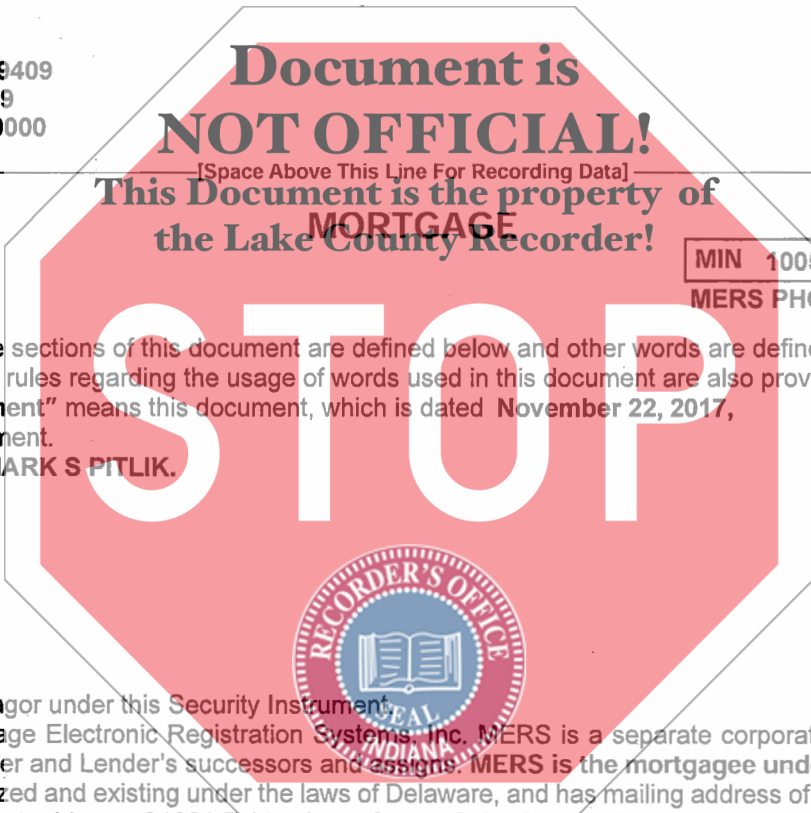 9409
9
0000
Document is
NOT OFFICIAL!
[Space Above This Line For Recording Data]
This Document is the property of
MORTGAGE
the Lake County Recorder!
MIN 1005
MERS PHO
STOP
e sections of this document are defined below and other words are define
rules regarding the usage of words used in this document are also prov
ent” means this document, which is dated November 22, 2017,
ment.
ARK S PITLIK.
RECORDER'S OFFICE
SEAL
INDIANA
agor under this Security Instrument.
age Electronic Registration Systems, Inc. MERS is a separate corporat
er and Lender's successors and assigns. MERS is the mortgagee und
zed and existing under the laws of Delaware, and has mailing address of